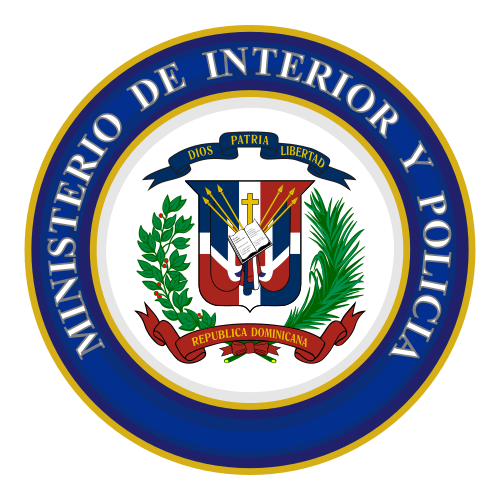 MINISTERIO DE INTERIOR Y POLICIA
DIOS PATRIA LIBERTAD
REPUBLICA DOMINICANA